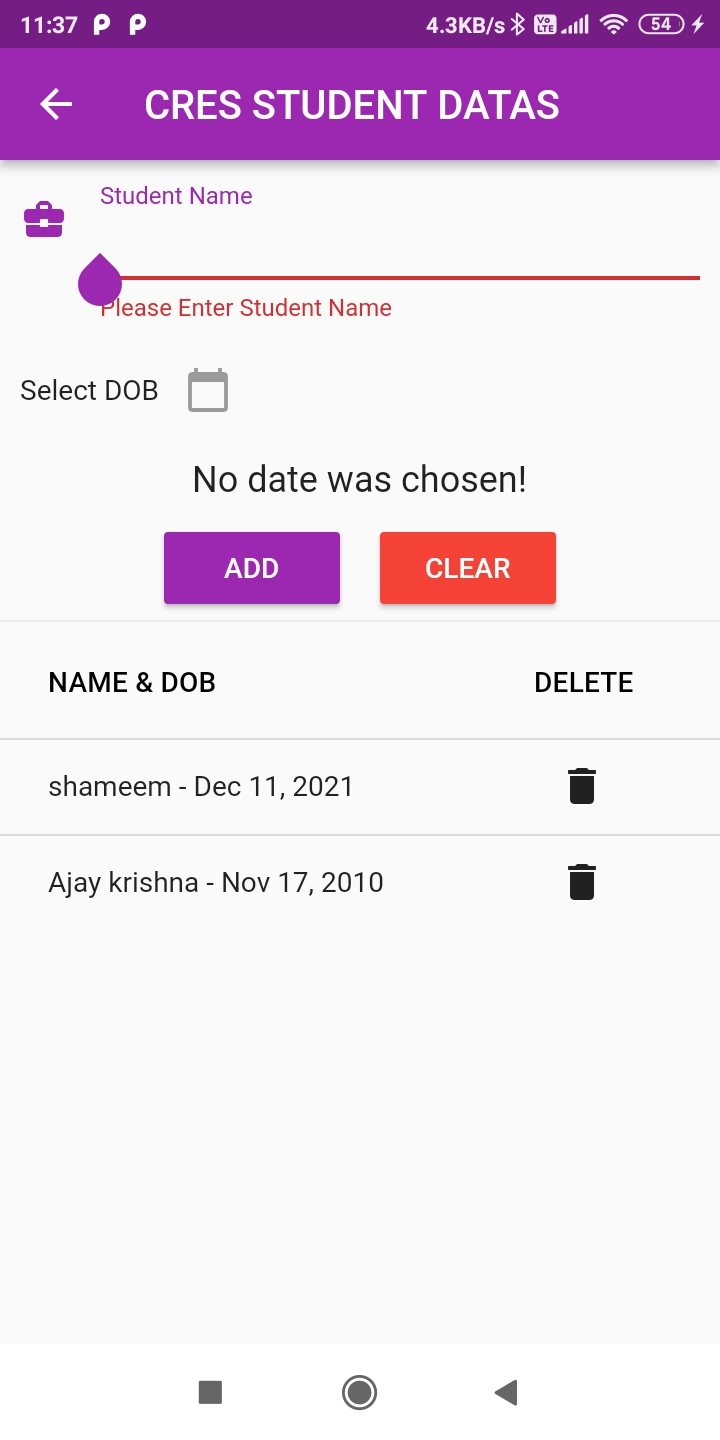 11:37 4.3KB/s Vo LTE 54
CRES STUDENT DATAS
Student Name
Please Enter Student Name
Select DOB
No date was chosen!
ADD CLEAR
NAME & DOB DELETE
shameem - Dec 11, 2021
Ajay krishna - Nov 17, 2010